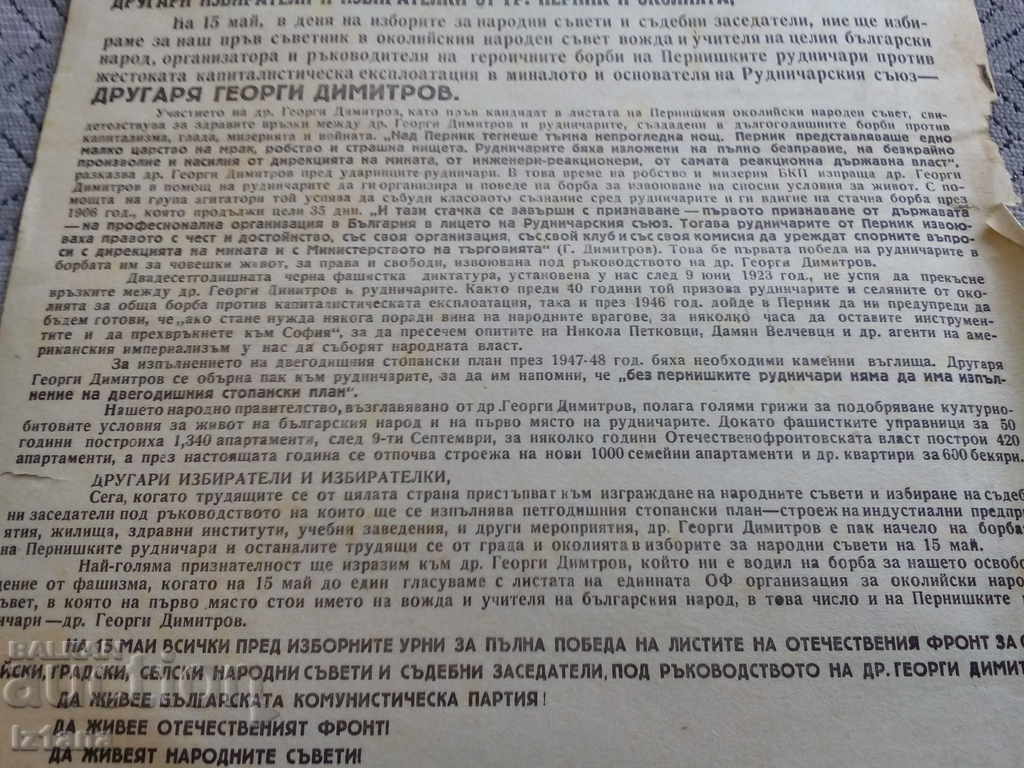 ДРУГАРИ ИЗБИРАТЕЛИ И ИЗБИРАТЕЛКИ ОТ ГР. ПЕРНИК И ОКОЛИЯТА,
На 15 май, в деня на изборите за народни съвети и съдебни заседатели, ние ще изби-
раме за наш пръв съветник в околийския народен съвет вожда и учителя на целия български
народ, организатора и ръководителя на героичните борби на Пернишките рудничари против
жестоката капиталистическа експлоатация в миналото и основателя на Рудничарския съюз—
ДРУГАРЯ ГЕОРГИ ДИМИТРОВ.
Участието на др. Георги Димитров, като пръв кандидат в листата на Пернишкия околийски народен съвет, сви-
детелствува за здравите връзки между др. Георги Димитров и рудничарите, създадени в дългогодишните борби против
капитализма, глада, мизерията и войната. „Над Перник тегнеше тъмна непрогледна нощ. Перник представляваше едно
малко царство на мрак, робство и страшна нищета. Рудничарите бяха изложени на пълно безправие, на безкрайно
произволие и насилия от дирекцията на мината, от инженери-реакционери, от самата реакционна държавна власт“,
разказва др. Георги Димитров пред ударниците-рудничари. В това време на робство и мизерия БКП изпраща др. Георги
Димитров в помощ на рудничарите да ги организира и поведе на борба за извоюване на сносни условия за живот. С по-
мощта на група агитатори той успява да събуди класовото съзнание сред рудничарите и ги вдигне на стачна борба през
1906 год., която продължи цели 35 дни. „И тази стачка се завърши с признаване — първото признаване от държавата
—на професионална организация в България в лицето на Рудничарския съюз. Тогава рудничарите от Перник извою-
ваха правото с чест и достойнство, със своя организация, със свой клуб и със своя комисия да уреждат спорните въпро-
си с дирекцията на мината и с Министерството на търговията“ (Г. Димитров). Това бе първата победа на рудничарите в
борбата им за човешки живот, за права и свободи, извоювана под ръководството на др. Георги Димитров.
Двадесетгодишната черна фашистка диктатура, установена у нас след 9 юни 1923 год., не успя да прекъсне
връзките между др. Георги Димитров и рудничарите. Както преди 40 години той призова рудничарите и селяните от око-
лията за обща борба против капиталистическата експлоатация, така и през 1946 год. дойде в Перник да ни предупреди да
бъдем готови, че „ако стане нужда някога поради вина на народните врагове, за няколко часа да оставите инструмен-
тите и да прехвръкнете към София“, за да пресечем опитите на Никола Петковци, Дамян Велчевци и др. агенти на аме-
риканския империализъм у нас да съборят народната власт.
За изпълнението на двегодишния стопански план през 1947-48 год. бяха необходими каменни въглища. Другаря
Георги Димитров се обърна пак към рудничарите, за да им напомни, че „без пернишките рудничари няма да има изпъл-
нение на двегодишния стопански план“.
Нашето народно правителство, възглавявано от др. Георги Димитров, полага големи грижи за подобряване културно-
битовите условия за живот на българския народ и на първо място на рудничарите. Докато фашистките управници за 50
години построиха 1,340 апартамента, след 9-ти Септември, за няколко години Отечественофронтовската власт построи 420
апартаменти, а през настоящата година се отпочва строежа на нови 1000 семейни апартаменти и др. квартири за 600 бекяри.
ДРУГАРИ ИЗБИРАТЕЛИ И ИЗБИРАТЕЛКИ,
Сега, когато трудящите се от цялата страна пристъпват към изграждане на народните съвети и избиране на съдеб
ни заседатели под ръководството на които ще се изпълнява петгодишния стопански план—строеж на индустиални предпр
ятия, жилища, здравни институти, учебни заведения, и други мероприятия, др. Георги Димитров е пак начело на борба
на Пернишките рудничари и останалите трудящи се от града и околията в изборите за народни съвети на 15 май.
Най-голяма признателност ще изразим към др. Георги Димтров, който ни е водил на борба за нашето освобо
дение от фашизма, когато на 15 май до един гласуваме с листата на единната ОФ организация за околийски наро
съвет, в която на първо място стои името на вожда и учителя на българския народ, в това число и на Пернишките
ничари—др. Георги Димитров.
НА 15 МАЙ ВСИЧКИ ПРЕД ИЗБОРНИТЕ УРНИ ЗА ПЪЛНА ПОБЕДА НА ЛИСТИТЕ НА ОТЕЧЕСТВЕНИЯ ФРОНТ ЗА О
ИЙСКИ, ГРАДСКИ, СЕЛСКИ НАРОДНИ СЪВЕТИ И СЪДЕБНИ ЗАСЕДАТЕЛИ, ПОД РЪКОВОДСТВОТО НА ДР. ГЕОРГИ ДИМИТ
ДА ЖИВЕЕ БЪЛГАРСКАТА КОМУНИСТИЧЕСКА ПАРТИЯ!
ДА ЖИВЕЕ ОТЕЧЕСТВЕНИЯТ ФРОНТ!
ДА ЖИВЕЯТ НАРОДНИТЕ СЪВЕТИ!
BALKAN
auction
iz1ana